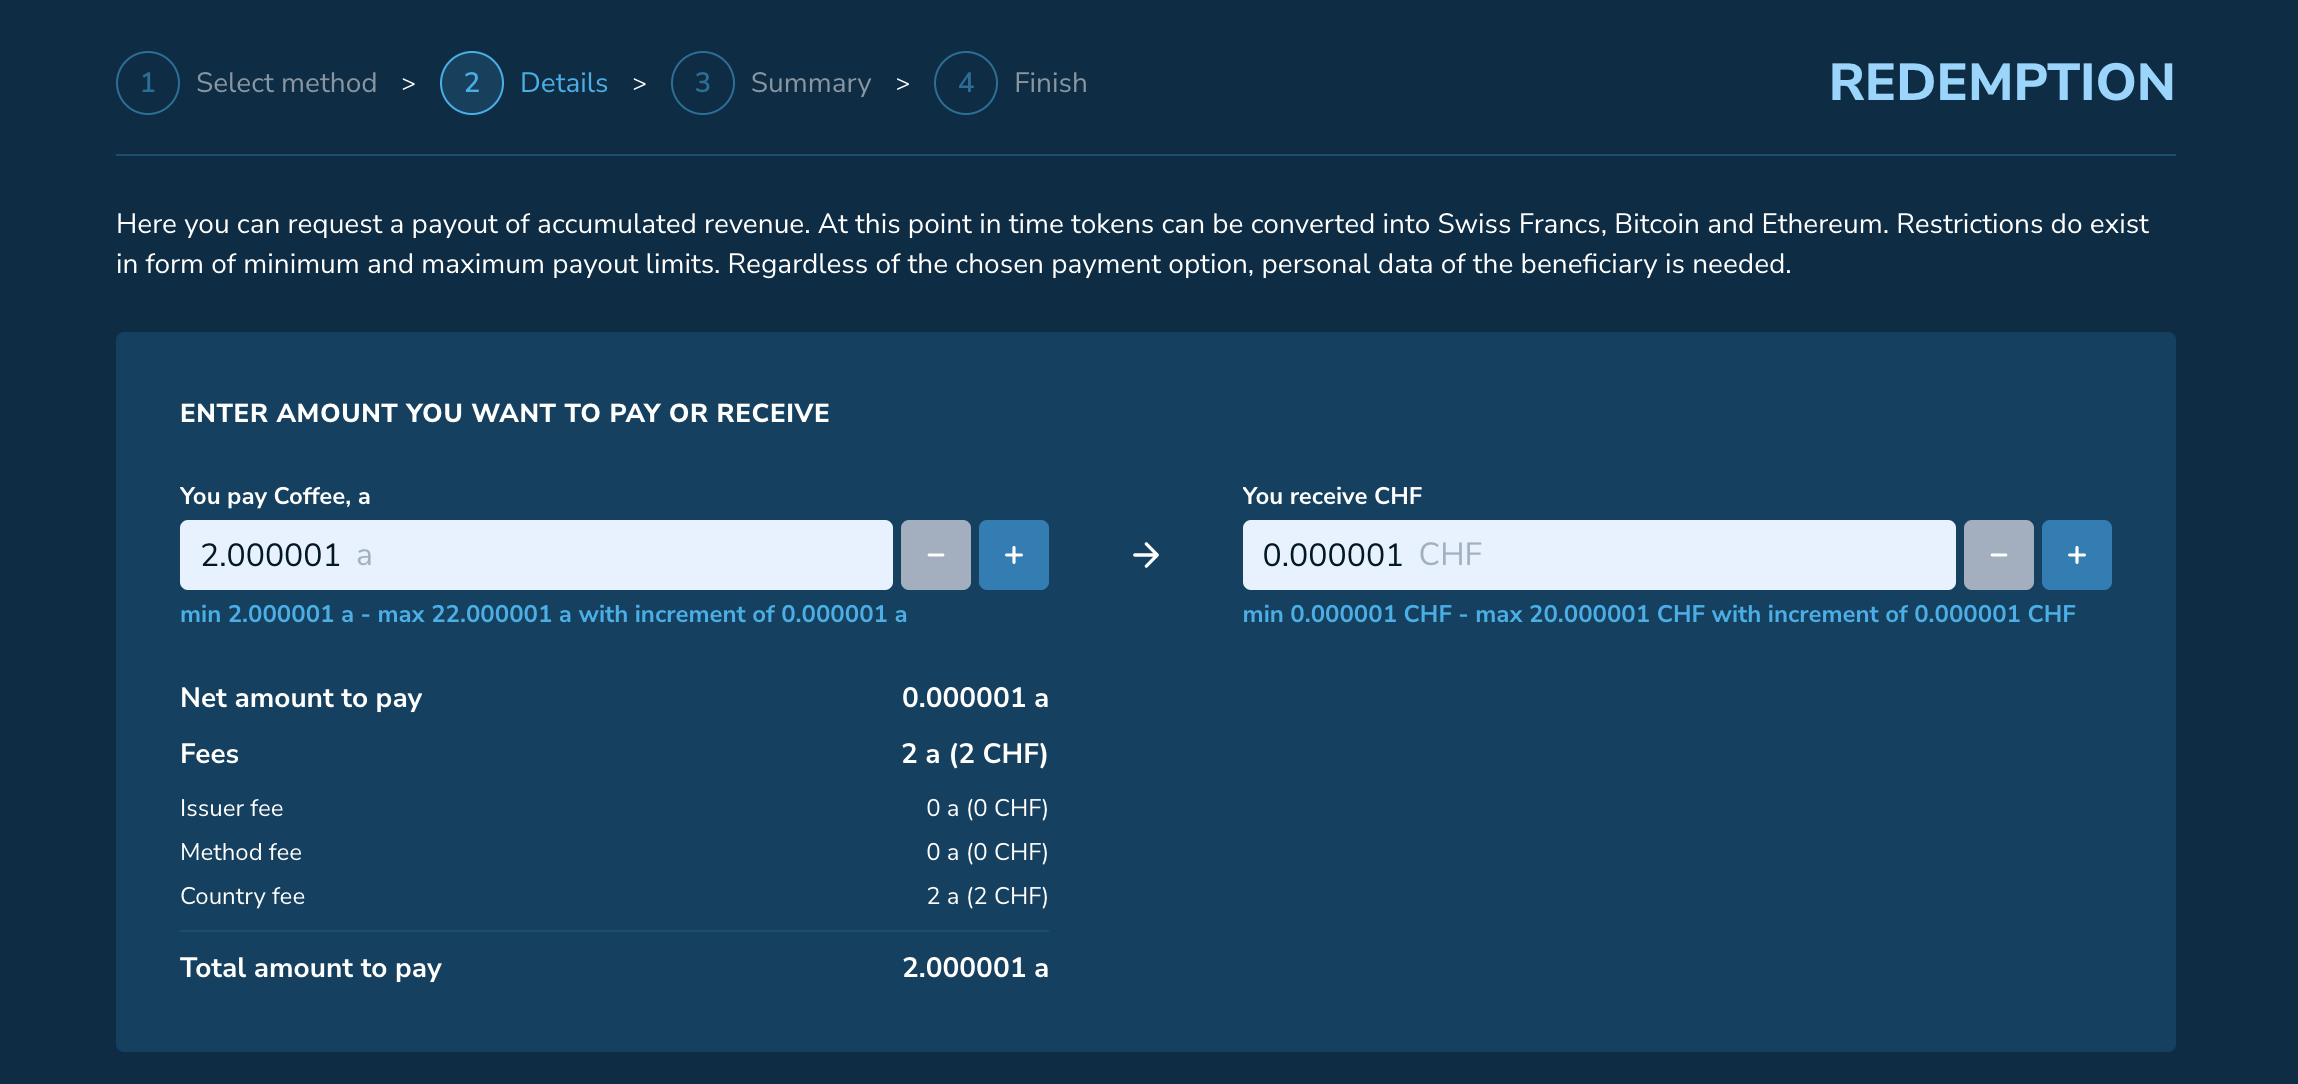 1 Select method > 2 Details > 3 Summary > 4 Finish
REDEMPTION
Here you can request a payout of accumulated revenue. At this point in time tokens can be converted into Swiss Francs, Bitcoin and Ethereum. Restrictions do exist
in form of minimum and maximum payout limits. Regardless of the chosen payment option, personal data of the beneficiary is needed.
ENTER AMOUNT YOU WANT TO PAY OR RECEIVE
You pay Coffee, a
2.000001 a − +
min 2.000001 a - max 22.000001 a with increment of 0.000001 a
→
You receive CHF
0.000001 CHF − +
min 0.000001 CHF - max 20.000001 CHF with increment of 0.000001 CHF
Net amount to pay 0.000001 a
Fees 2 a (2 CHF)
Issuer fee 0 a (0 CHF)
Method fee 0 a (0 CHF)
Country fee 2 a (2 CHF)
Total amount to pay 2.000001 a